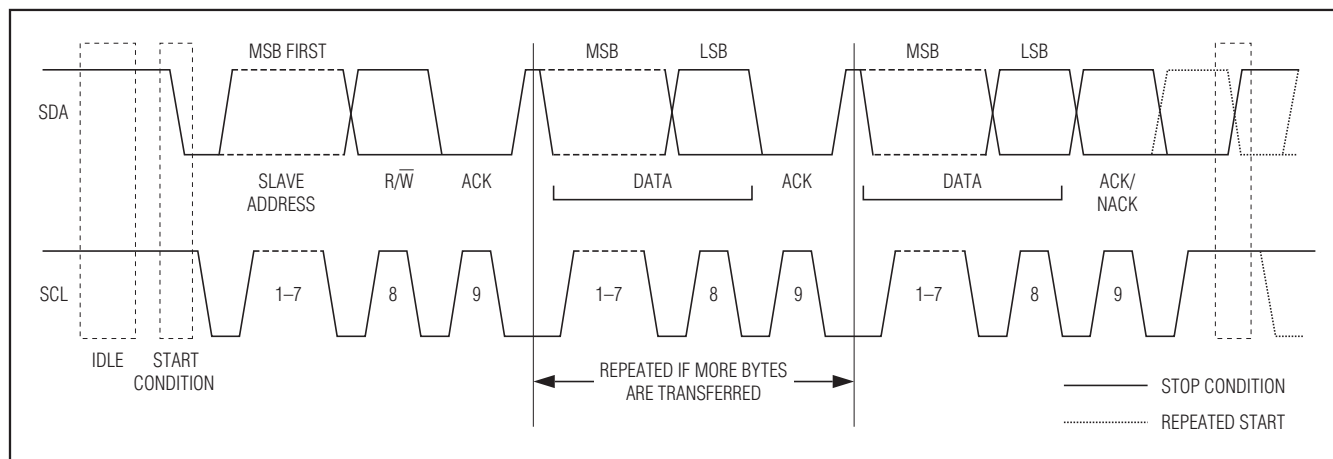 MSB FIRST
MSB
LSB
MSB
LSB
SDA
SLAVE
ADDRESS
R/W̅
ACK
DATA
ACK
DATA
ACK/
NACK
SCL
1–7
8
9
1–7
8
9
1–7
8
9
IDLE
START
CONDITION
REPEATED IF MORE BYTES
ARE TRANSFERRED
STOP CONDITION
REPEATED START